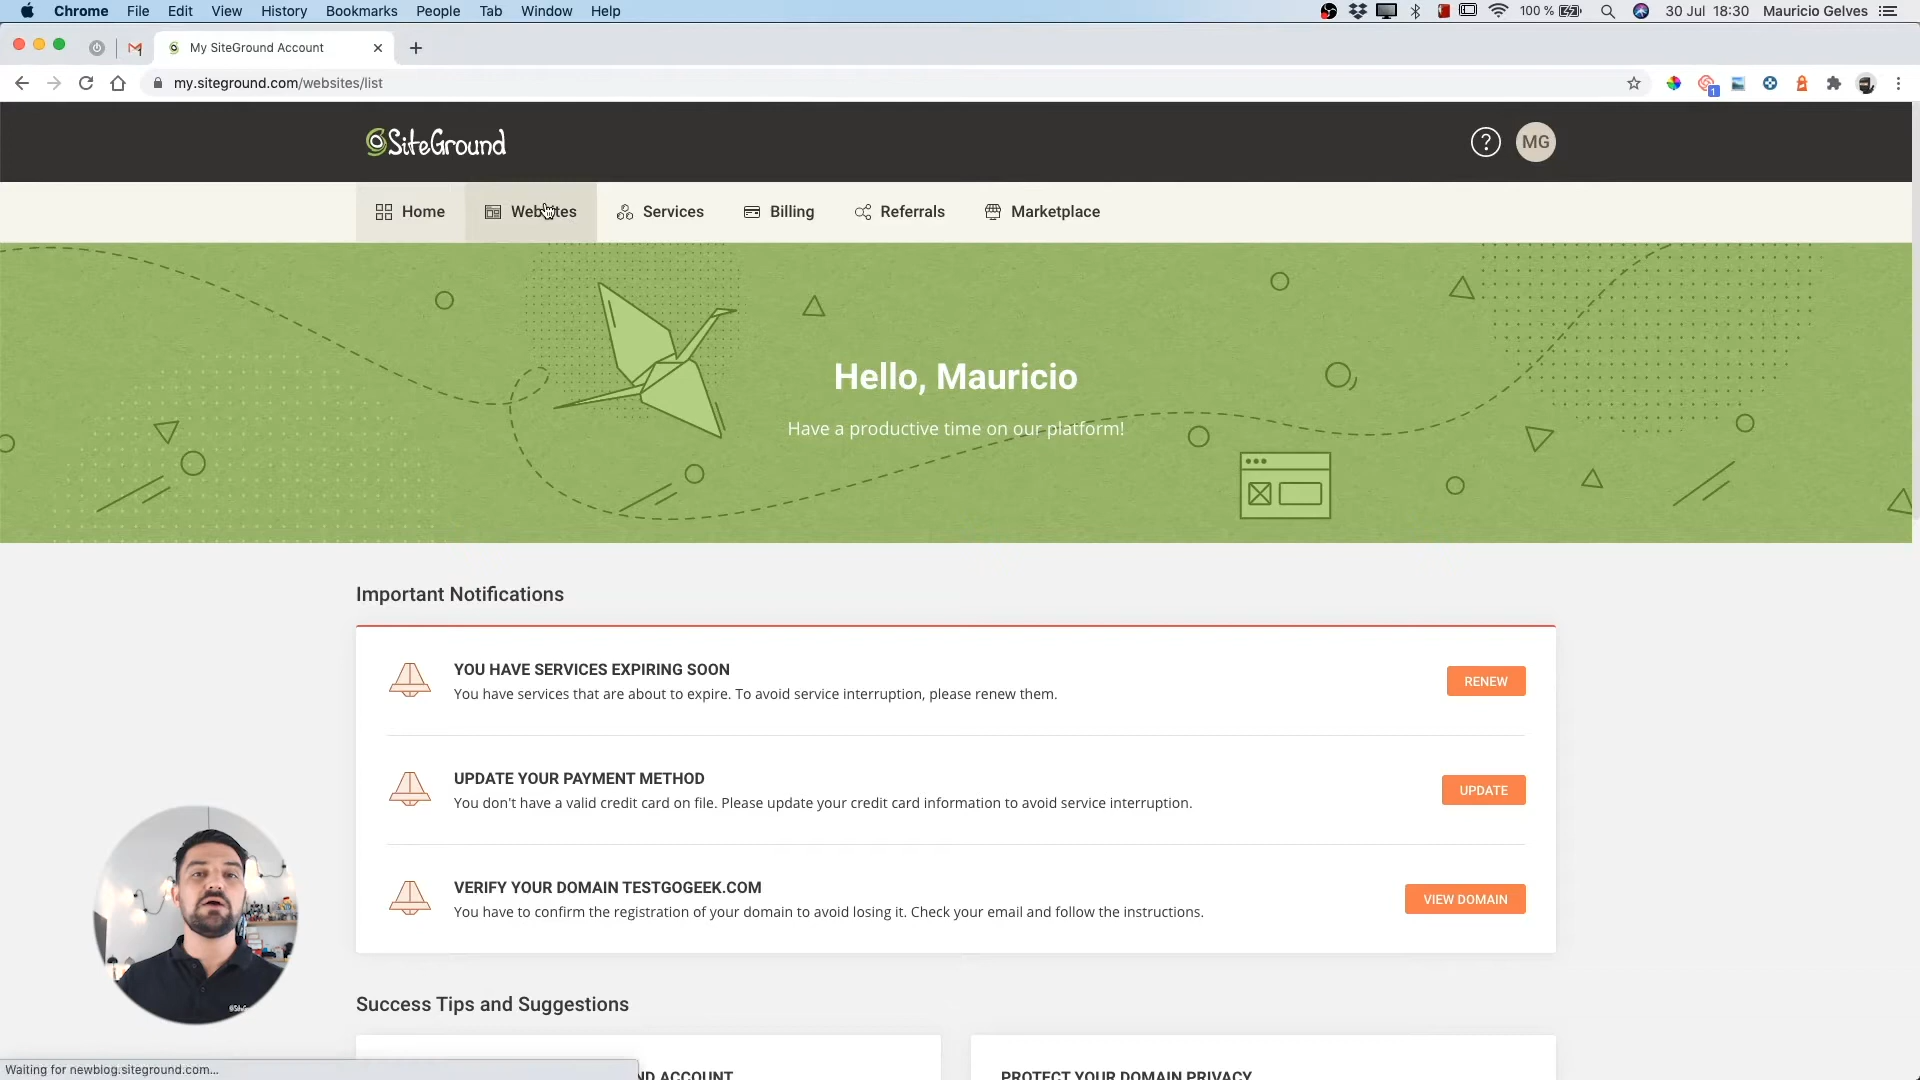 Chrome File Edit View History Bookmarks People Tab Window Help 100 % 30 Jul 18:30 Mauricio Gelves
My SiteGround Account
my.siteground.com/websites/list
1
SiteGround ? MG
Home Websites Services Billing Referrals Marketplace
Hello, Mauricio
Have a productive time on our platform!
Important Notifications
YOU HAVE SERVICES EXPIRING SOON
You have services that are about to expire. To avoid service interruption, please renew them.
RENEW
UPDATE YOUR PAYMENT METHOD
You don't have a valid credit card on file. Please update your credit card information to avoid service interruption.
UPDATE
VERIFY YOUR DOMAIN TESTGOGEEK.COM
You have to confirm the registration of your domain to avoid losing it. Check your email and follow the instructions.
VIEW DOMAIN
Success Tips and Suggestions
ACCOUNT
PROTECT YOUR DOMAIN PRIVACY
Waiting for newblog.siteground.com...